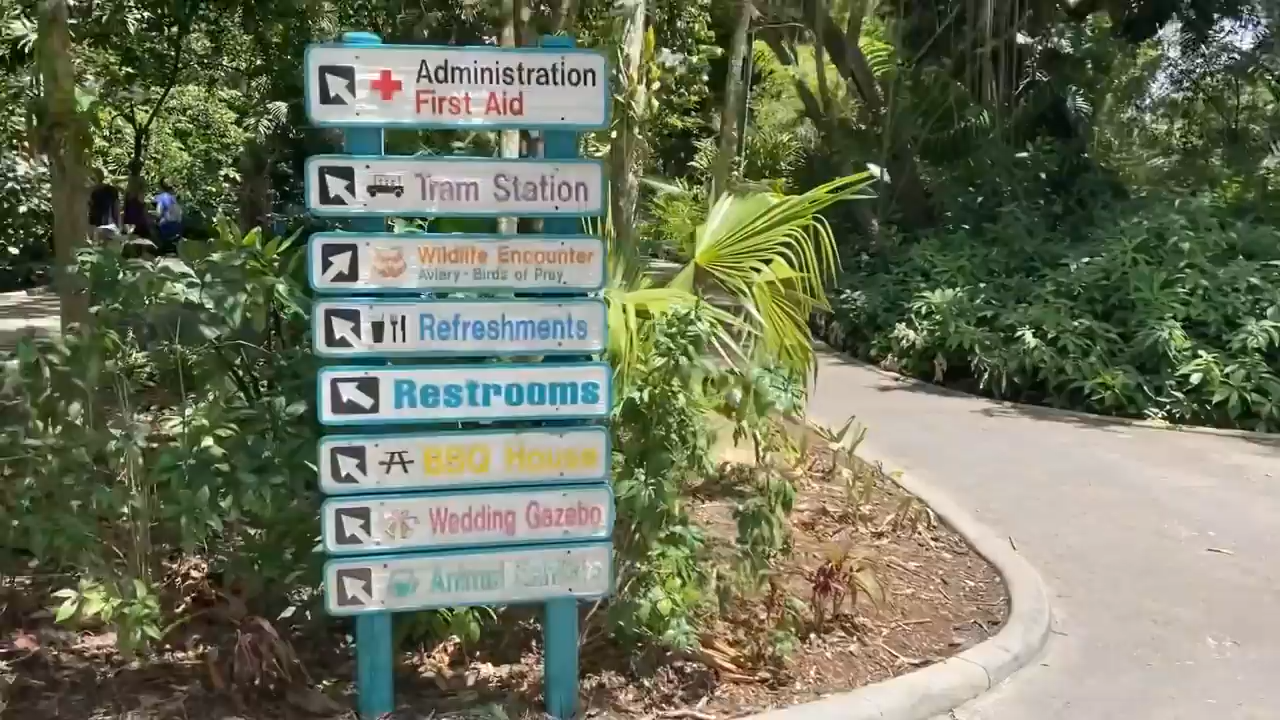 Administration
First Aid
Tram Station
Wildlife Encounter
Aviary - Birds of Prey
Refreshments
Restrooms
BBQ House
Wedding Gazebo
Animal